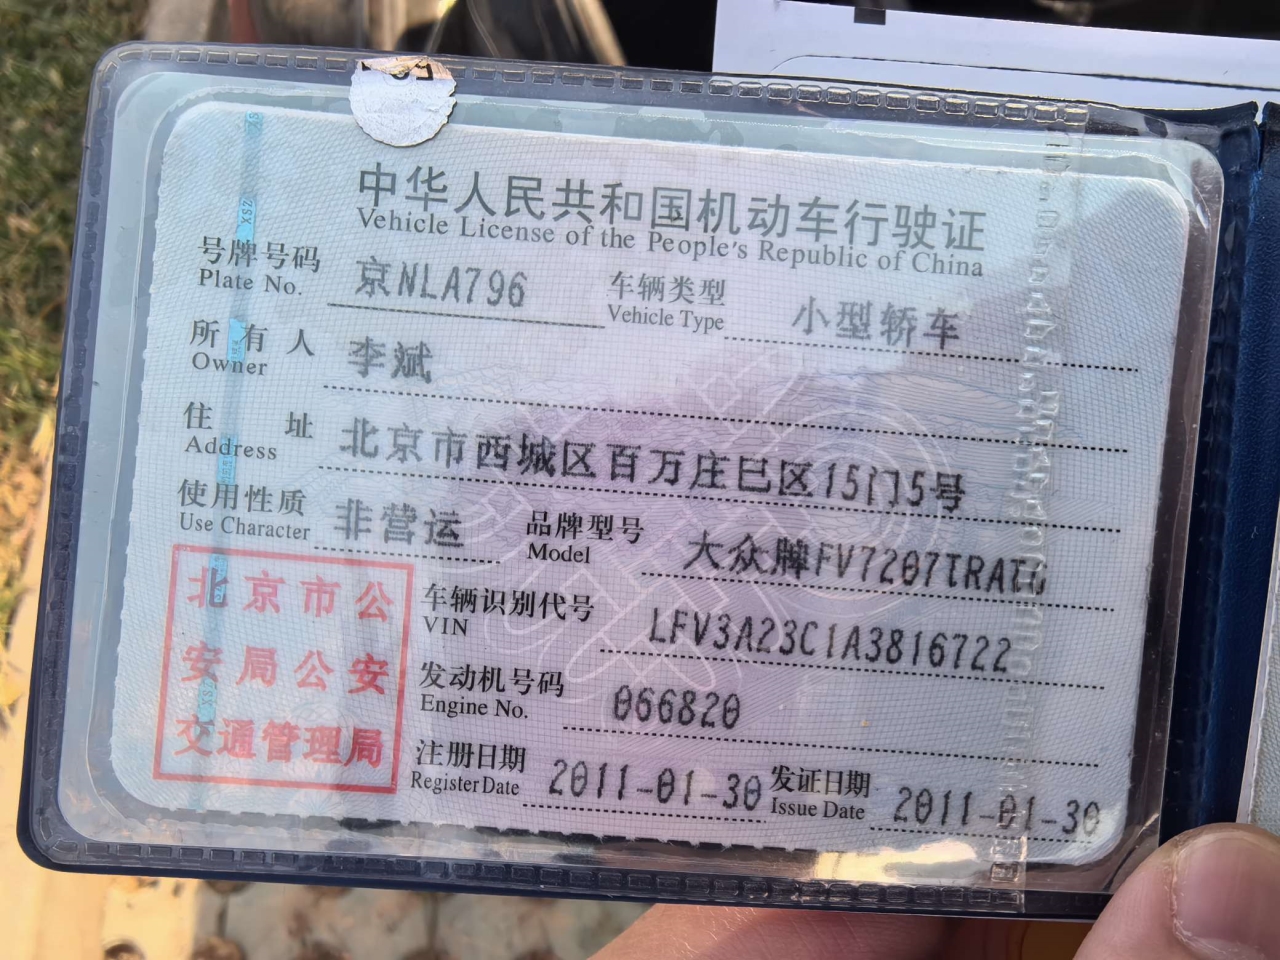 中华人民共和国机动车行驶证
Vehicle License of the People's Republic of China
号牌号码 京NLA796 车辆类型 小型轿车
Plate No. Vehicle Type
所有人 李斌
Owner
住址 北京市西城区百万庄巳区15门5号
Address
使用性质 非营运 品牌型号 大众牌FV7207TRATG
Use Character Model
北京市公
安局公安
交通管理局
车辆识别代号 LFV3A23C1A3816722
VIN
发动机号码 066820
Engine No.
注册日期 2011-01-30 发证日期 2011-01-30
Register Date Issue Date